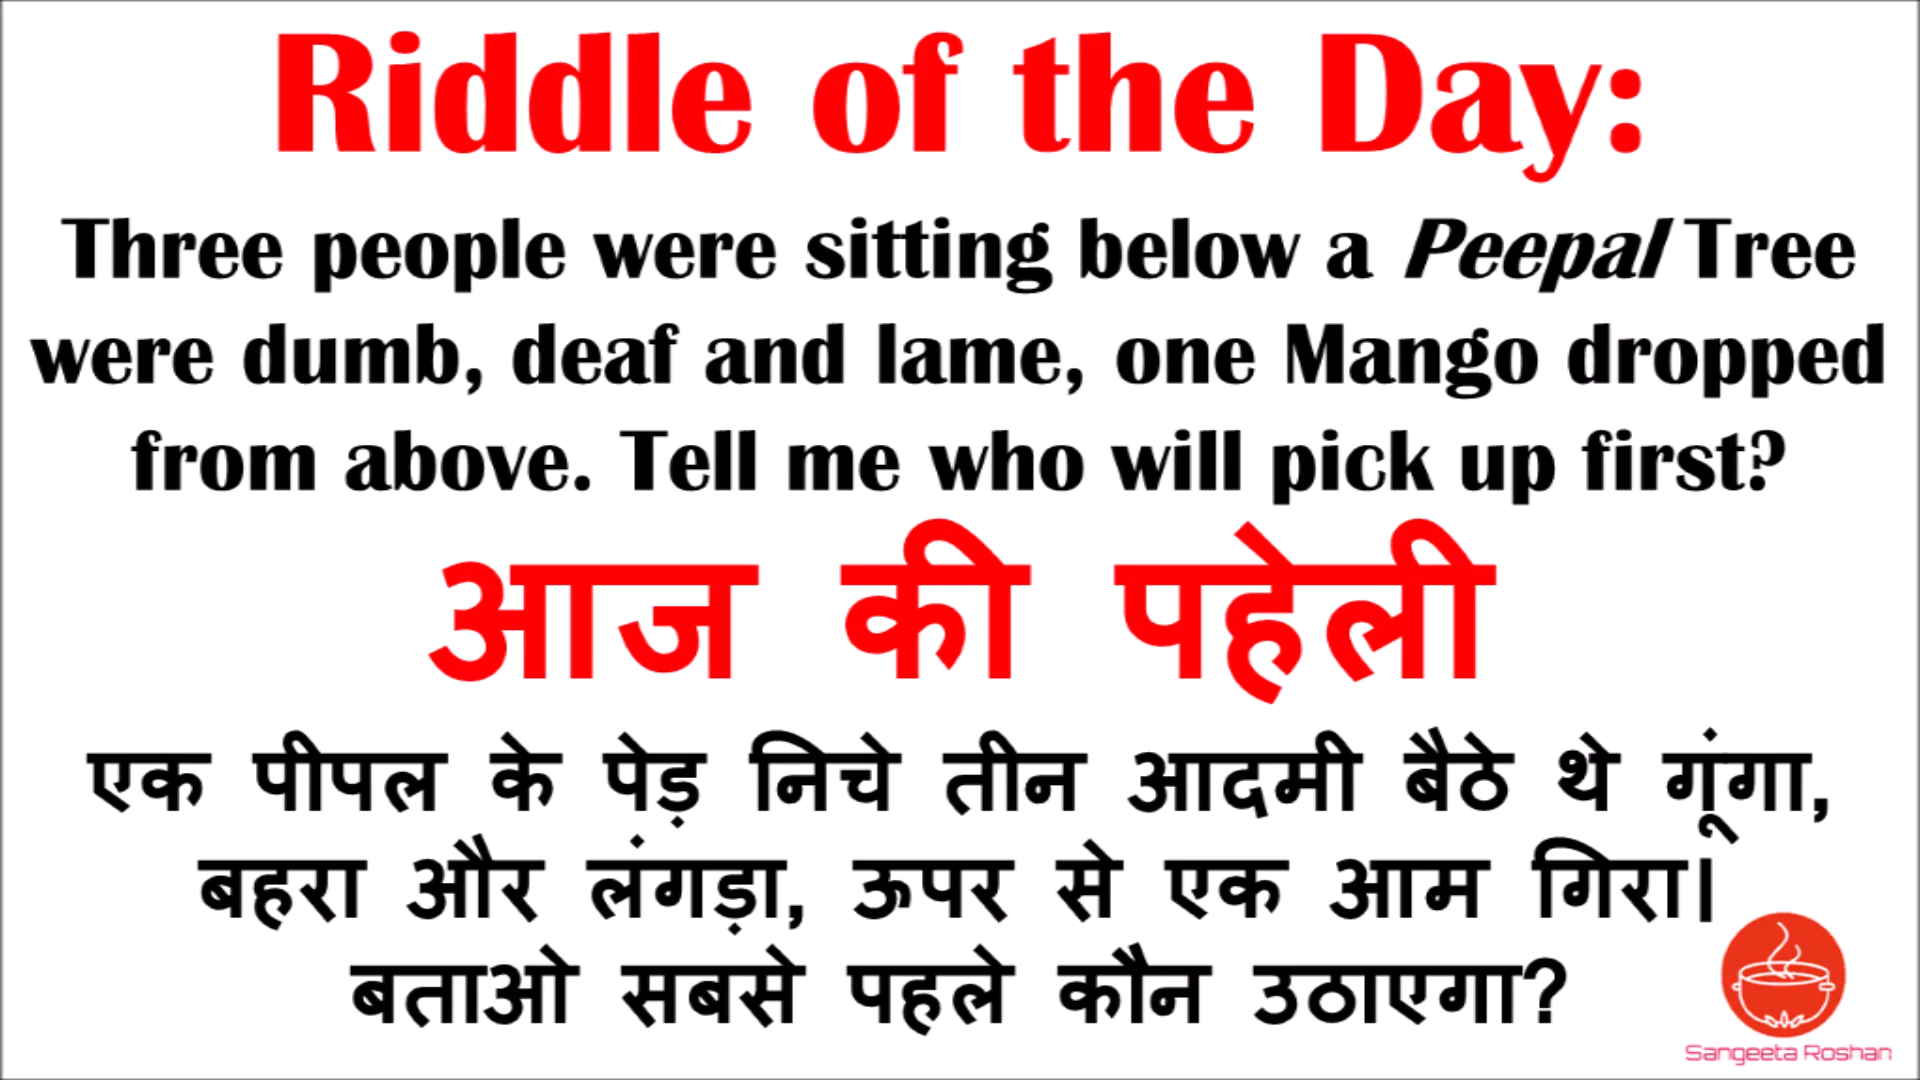 Riddle of the Day:
Three people were sitting below a Peepal Tree
were dumb, deaf and lame, one Mango dropped
from above. Tell me who will pick up first?
आज की पहेली
एक पीपल के पेड़ निचे तीन आदमी बैठे थे गूंगा,
बहरा और लंगड़ा, ऊपर से एक आम गिरा।
बताओ सबसे पहले कौन उठाएगा?
Sangeeta Roshan